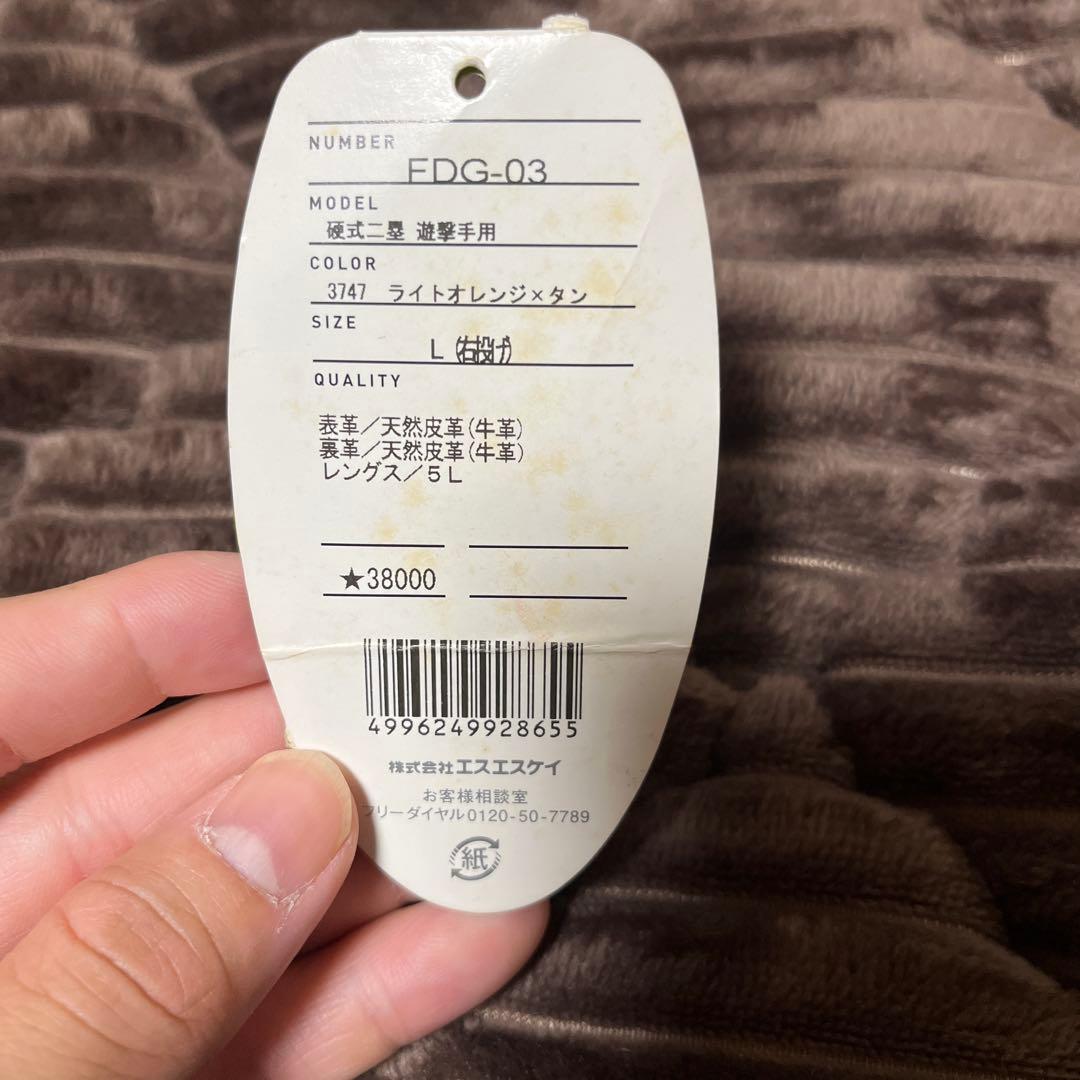 NUMBER
FDG-03
MODEL
硬式二塁 遊撃手用
COLOR
3747 ライトオレンジ×タン
SIZE
L (右投げ)
QUALITY
表革/天然皮革(牛革)
裏革/天然皮革(牛革)
レングス/5L
★38000
4996249928655
株式会社エスエスケイ
お客様相談室
フリーダイヤル0120-50-7789
紙